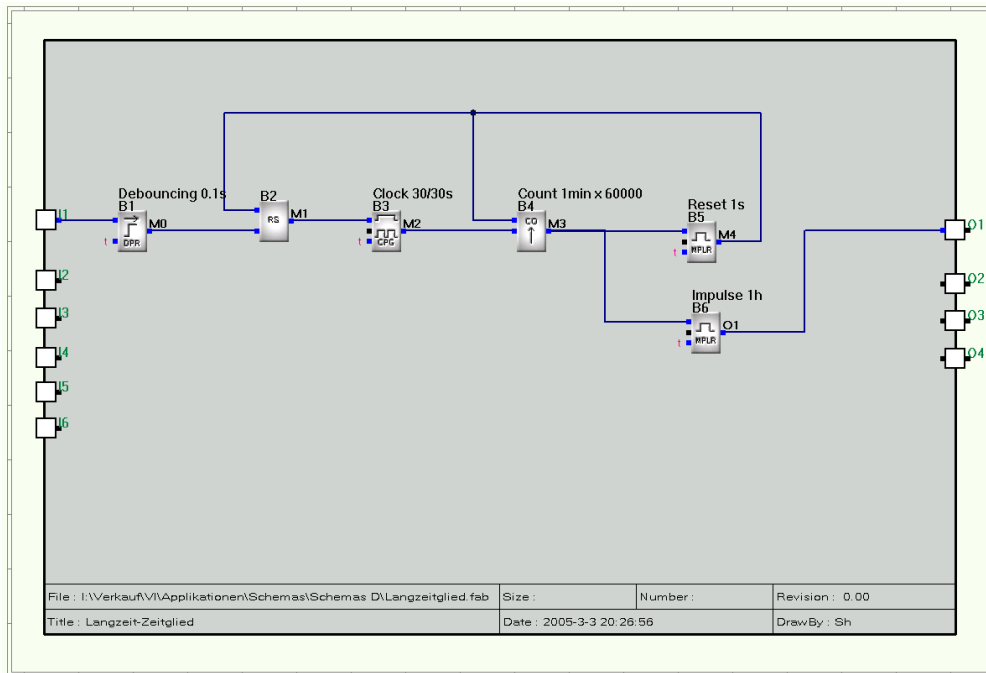 Debouncing 0.1s
B1
B2
Clock 30/30s
B3
Count 1min x 60000
B4
Reset 1s
B5
I1
M0
t
DPR
RS
M1
M2
t
CPG
CO
M3
M4
t
MPLR
O1
Impulse 1h
B6
O1
t
MPLR
I2
I3
I4
I5
I6
O2
O3
O4
File : I:\Verkauf\VI\Applikationen\Schemas\Schemas D\Langzeitglied.fab
Size :
Number :
Revision : 0.00
Title : Langzeit-Zeitglied
Date : 2005-3-3 20:26:56
DrawBy : Sh